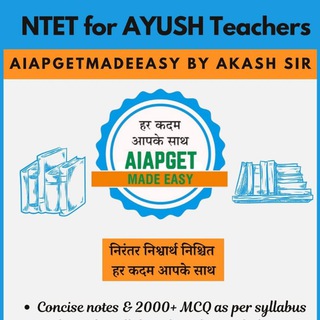 NTET for AYUSH Teachers
AIAPGETMADEEASY BY AKASH SIR
हर कदम
आपके साथ
AIAPGET
MADE EASY
निरंतर निश्वार्थ निश्चित
हर कदम आपके साथ
• Concise notes & 2000+ MCQ as per syllabus